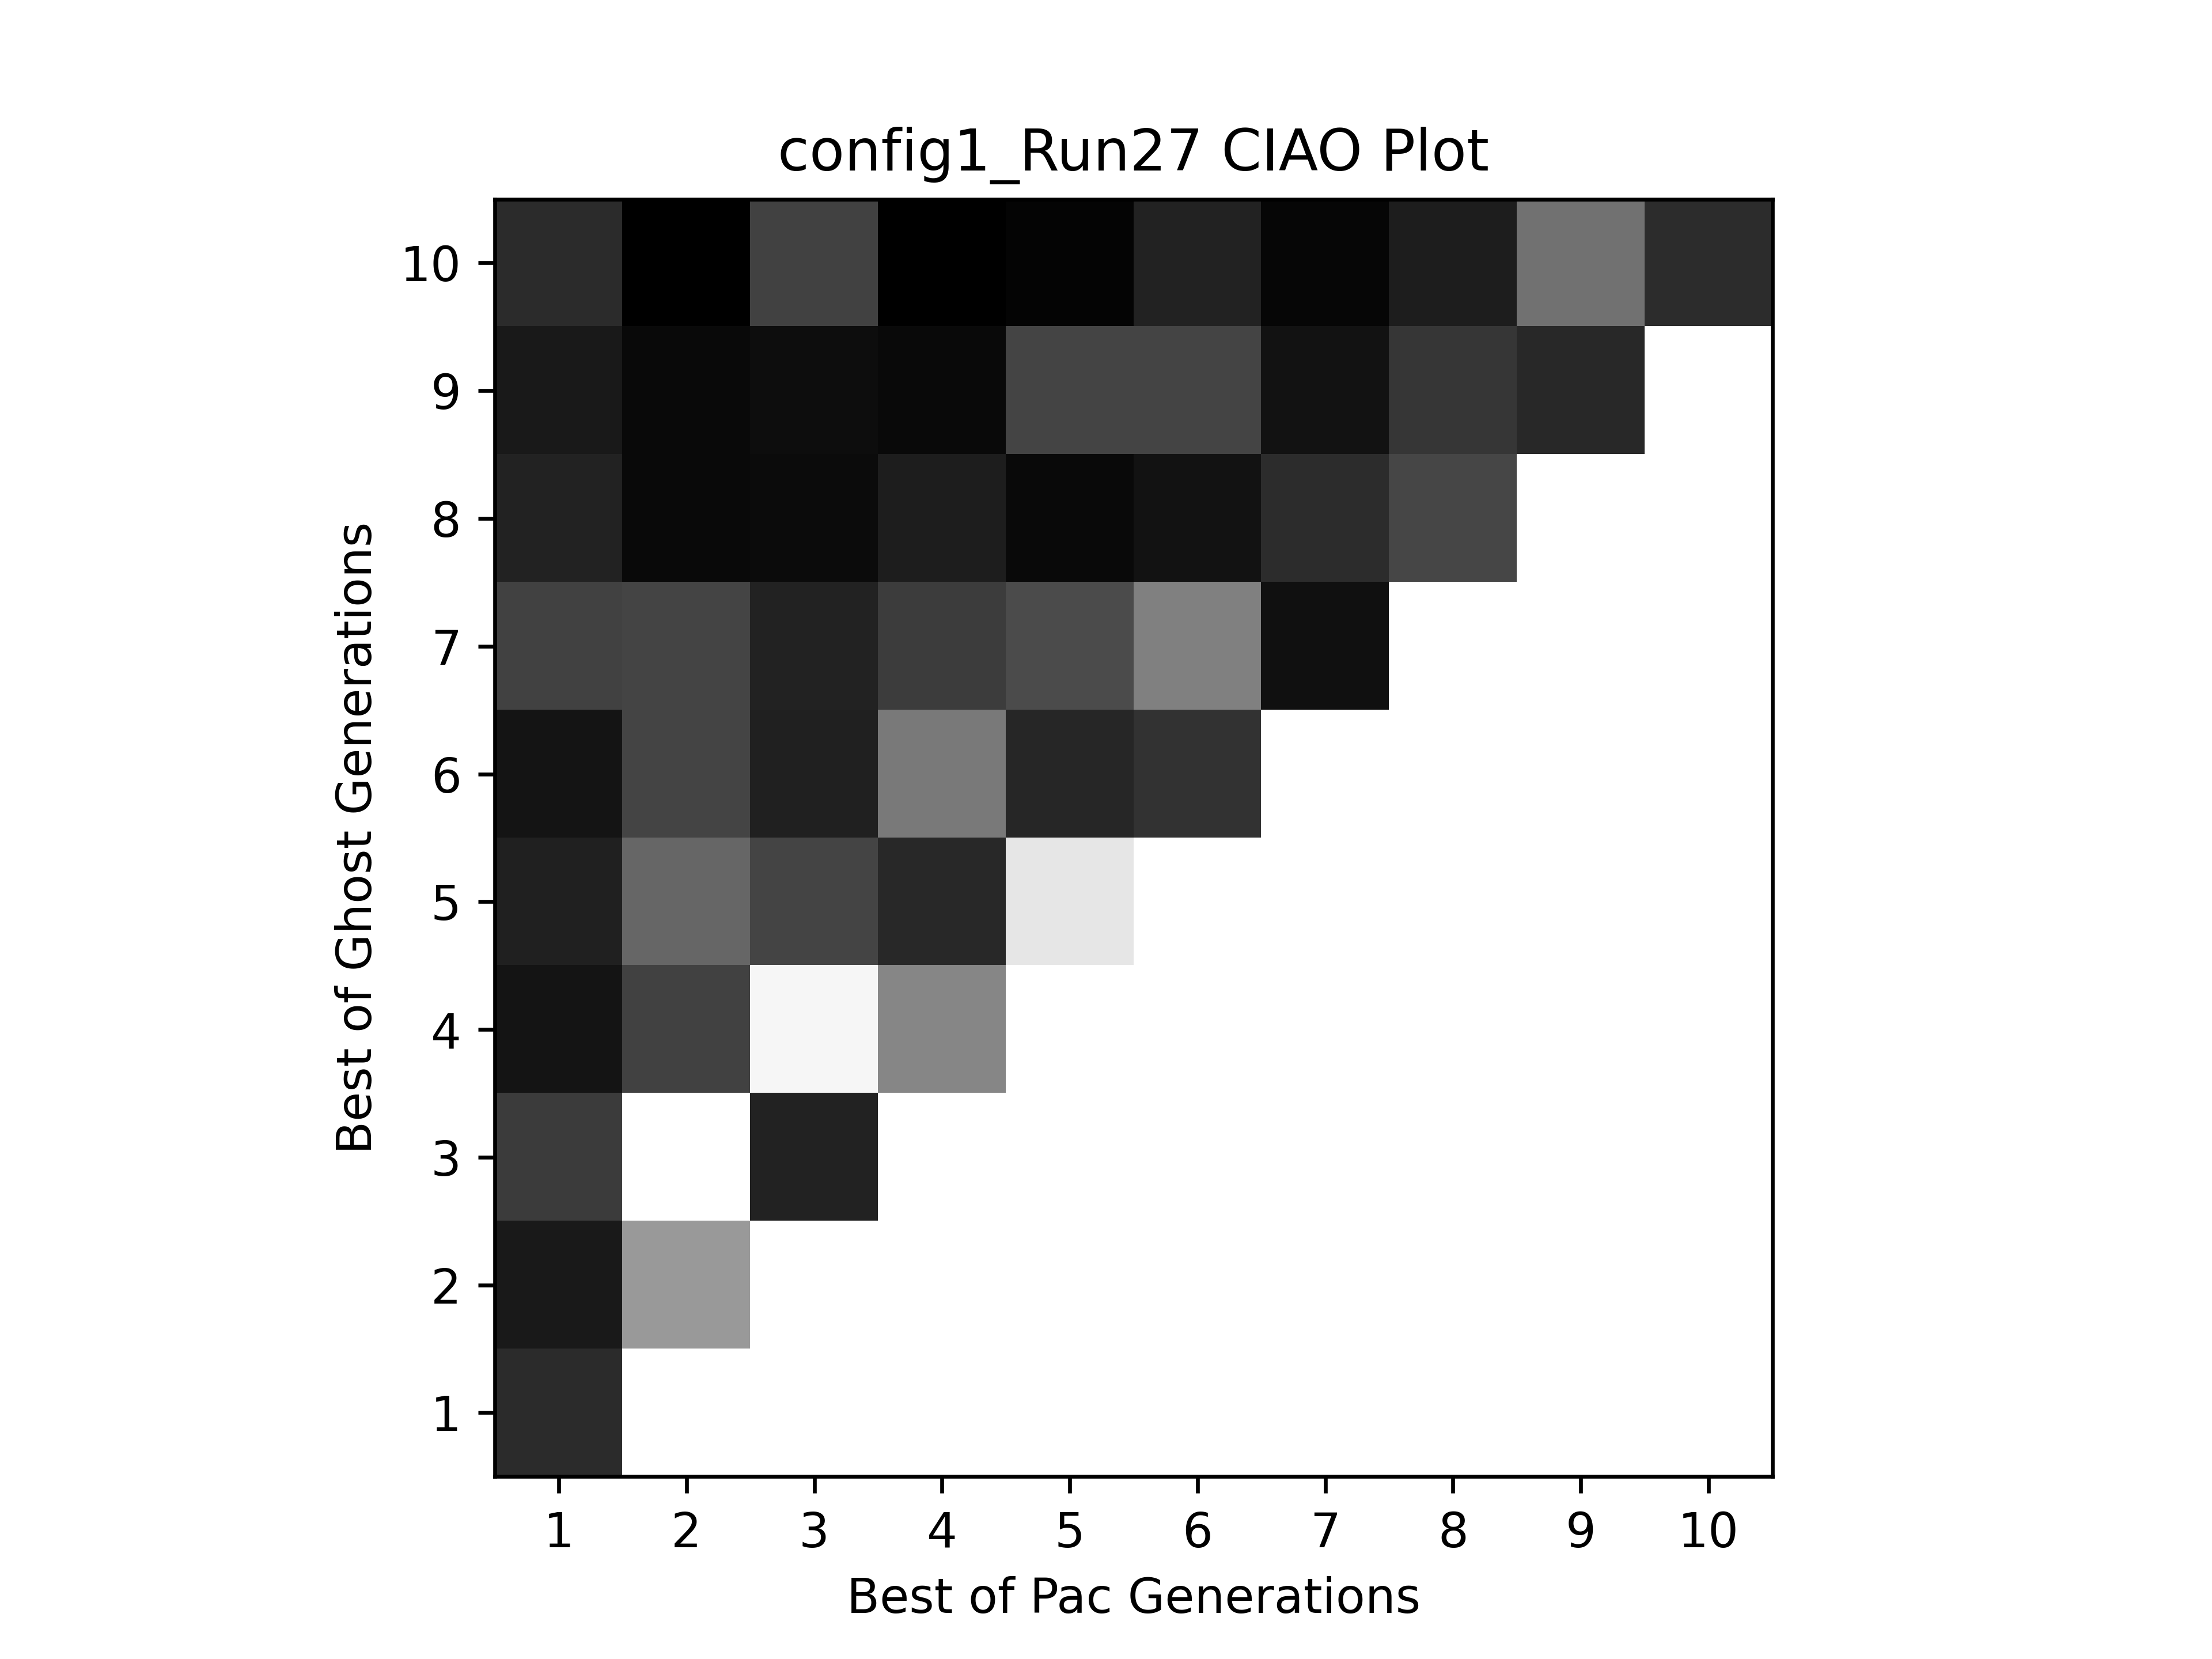 config1_Run27 CIAO Plot
Best of Ghost Generations
10
9
8
7
6
5
4
3
2
1
1 2 3 4 5 6 7 8 9 10
Best of Pac Generations